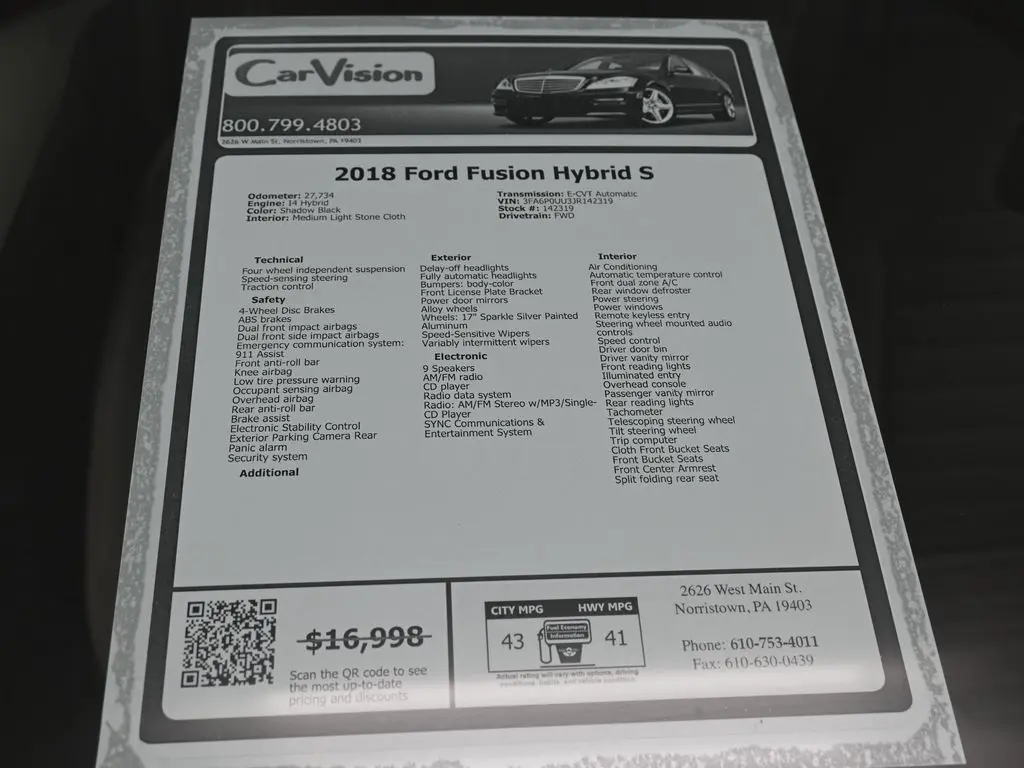 CarVision
800.799.4803
2626 W Main St, Norristown, PA 19403
2018 Ford Fusion Hybrid S
Odometer: 27,734
Engine: I4 Hybrid
Color: Shadow Black
Interior: Medium Light Stone Cloth
Transmission: E-CVT Automatic
VIN: 3FA6P0UU3JR142319
Stock #: 142319
Drivetrain: FWD
Technical
Four wheel independent suspension
Speed-sensing steering
Traction control
Safety
4-Wheel Disc Brakes
ABS brakes
Dual front impact airbags
Dual front side impact airbags
Emergency communication system:
911 Assist
Front anti-roll bar
Knee airbag
Low tire pressure warning
Occupant sensing airbag
Overhead airbag
Rear anti-roll bar
Brake assist
Electronic Stability Control
Exterior Parking Camera Rear
Panic alarm
Security system
Additional
Exterior
Delay-off headlights
Fully automatic headlights
Bumpers: body-color
Front License Plate Bracket
Power door mirrors
Alloy wheels
Wheels: 17" Sparkle Silver Painted
Aluminum
Speed-Sensitive Wipers
Variably intermittent wipers
Electronic
9 Speakers
AM/FM radio
CD player
Radio data system
Radio: AM/FM Stereo w/MP3/Single-
CD Player
SYNC Communications &
Entertainment System
Interior
Air Conditioning
Automatic temperature control
Front dual zone A/C
Rear window defroster
Power steering
Power windows
Remote keyless entry
Steering wheel mounted audio
controls
Speed control
Driver door bin
Driver vanity mirror
Front reading lights
Illuminated entry
Overhead console
Passenger vanity mirror
Rear reading lights
Tachometer
Telescoping steering wheel
Tilt steering wheel
Trip computer
Cloth Front Bucket Seats
Front Bucket Seats
Front Center Armrest
Split folding rear seat
$16,998
Scan the QR code to see
the most up-to-date
pricing and discounts
CITY MPG
HWY MPG
43
Fuel Economy
Information
41
Actual rating will vary with options, driving
conditions, habits, and vehicle condition.
2626 West Main St.
Norristown, PA 19403
Phone: 610-753-4011
Fax: 610-630-0439